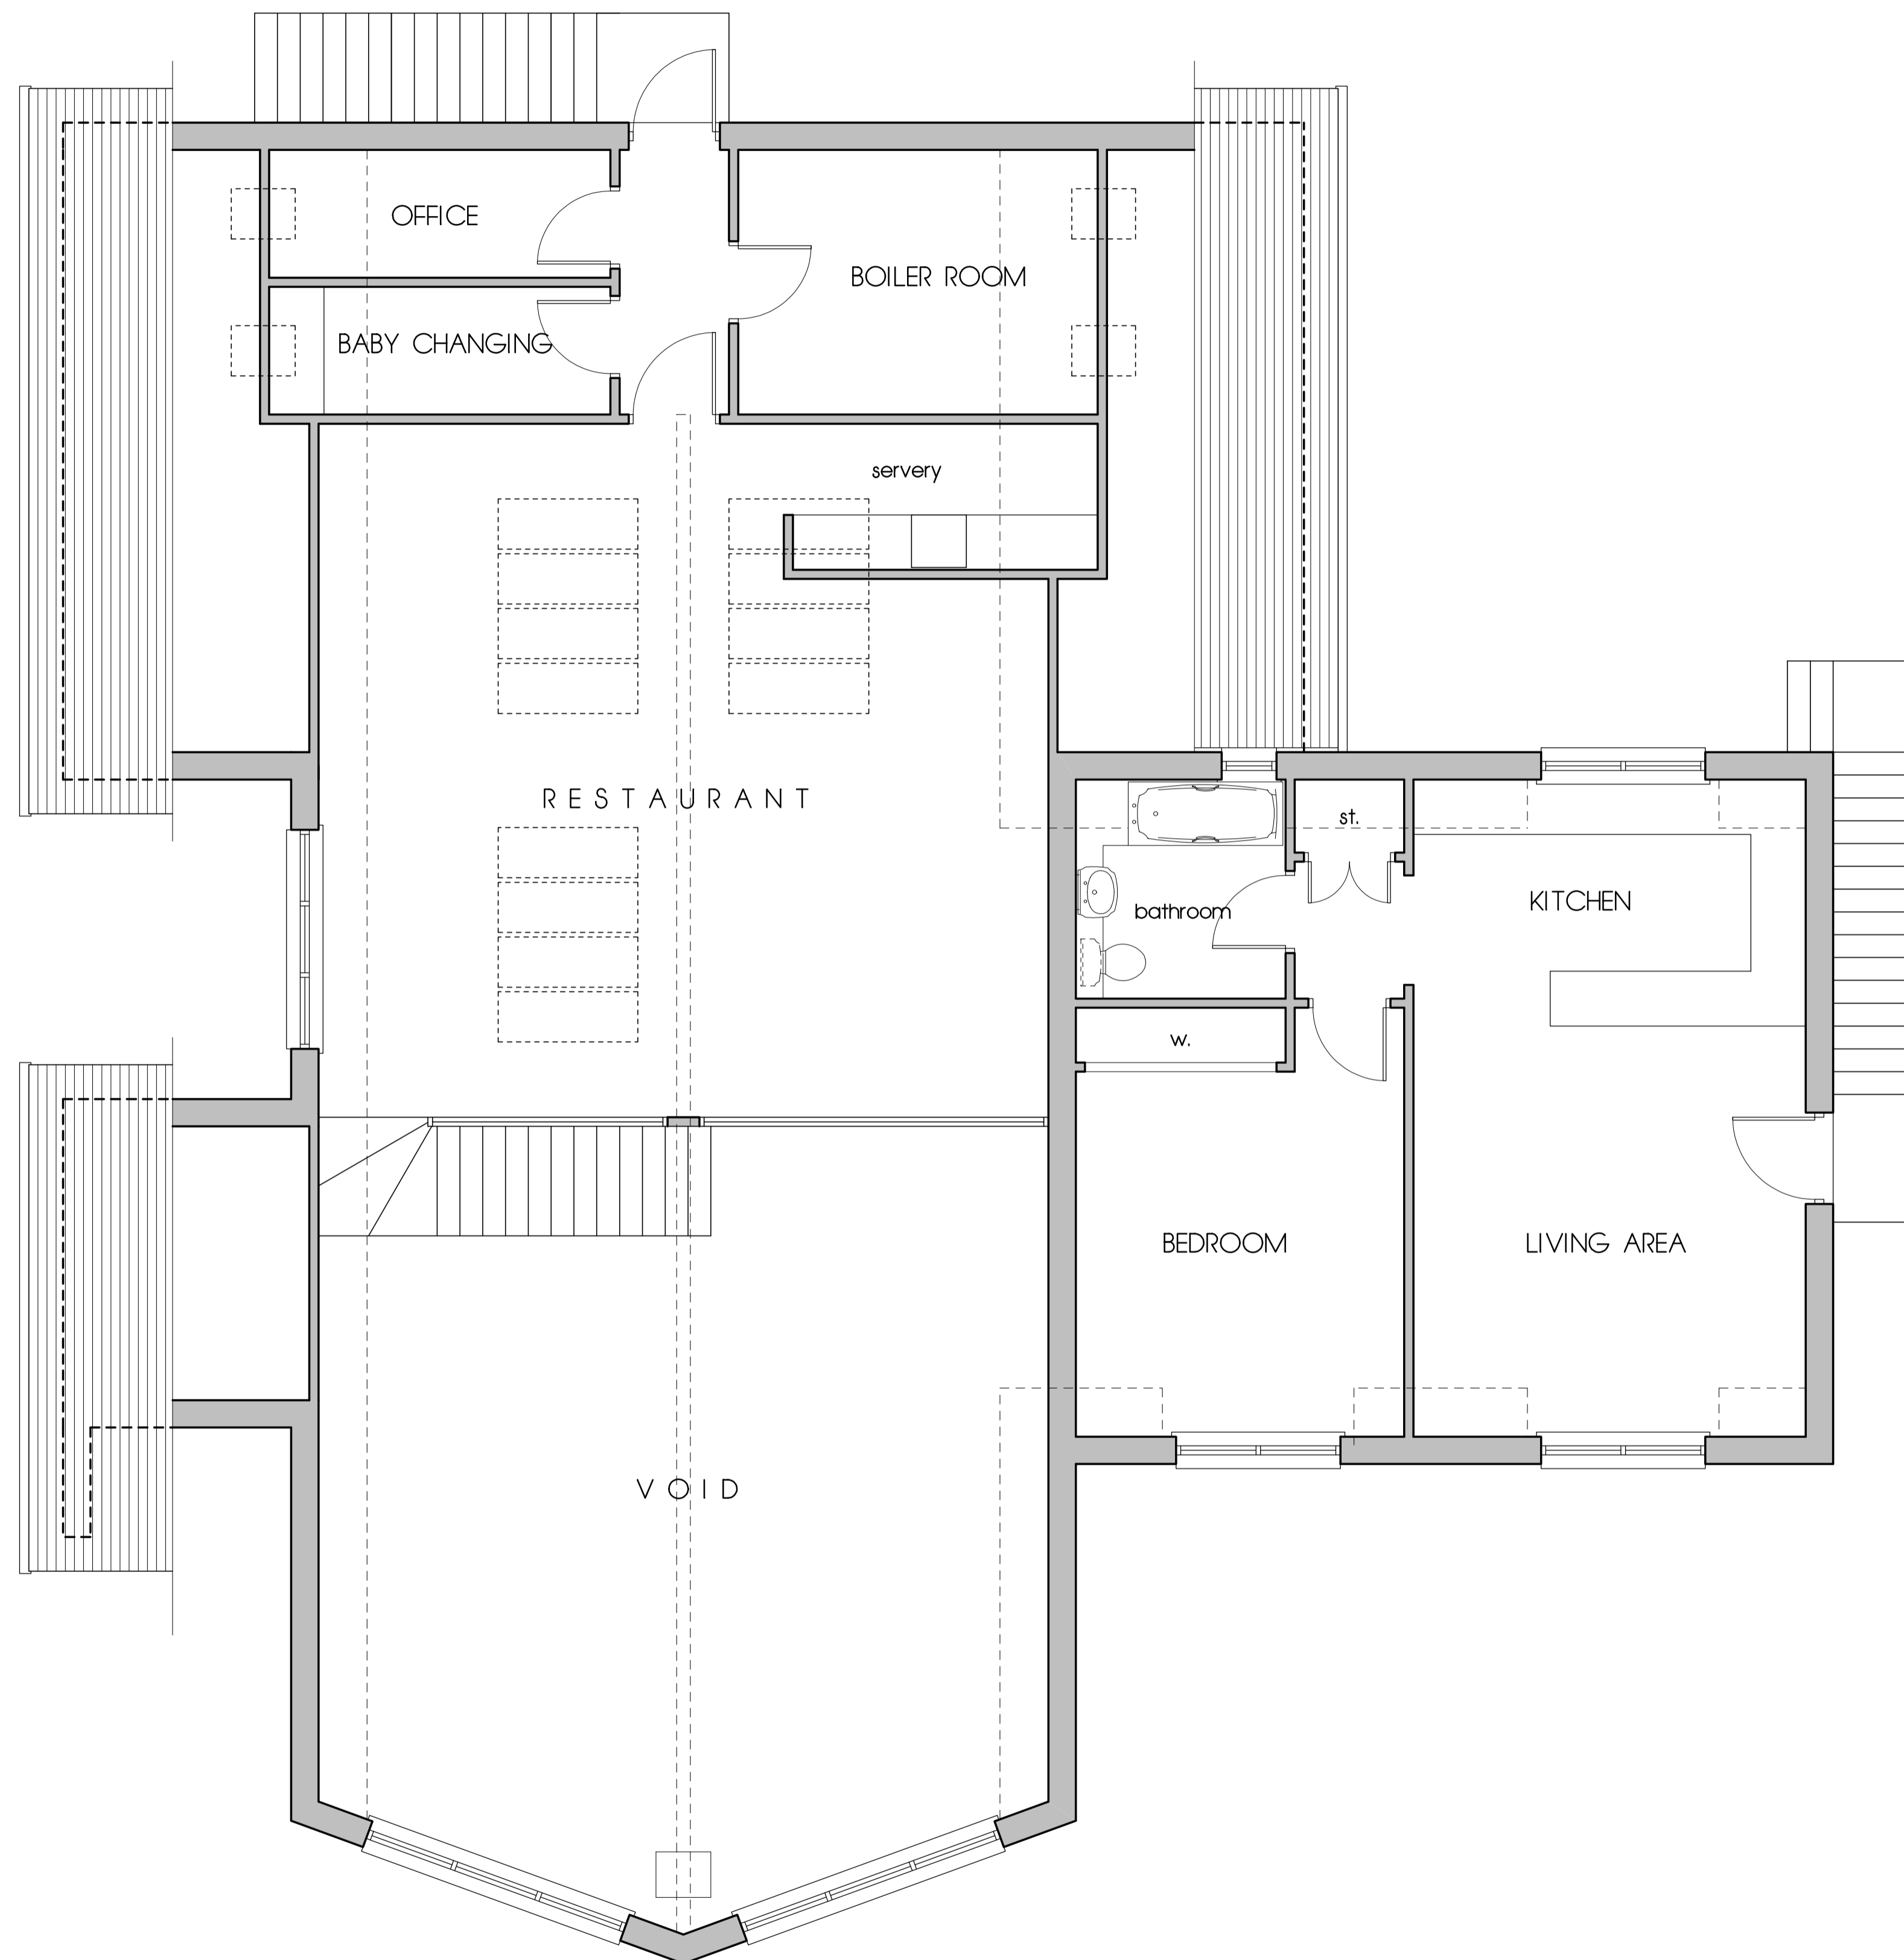 OFFICE
BOILER ROOM
BABY CHANGING
servery
RESTAURANT
st.
KITCHEN
bathroom
w.
BEDROOM
LIVING AREA
VOID